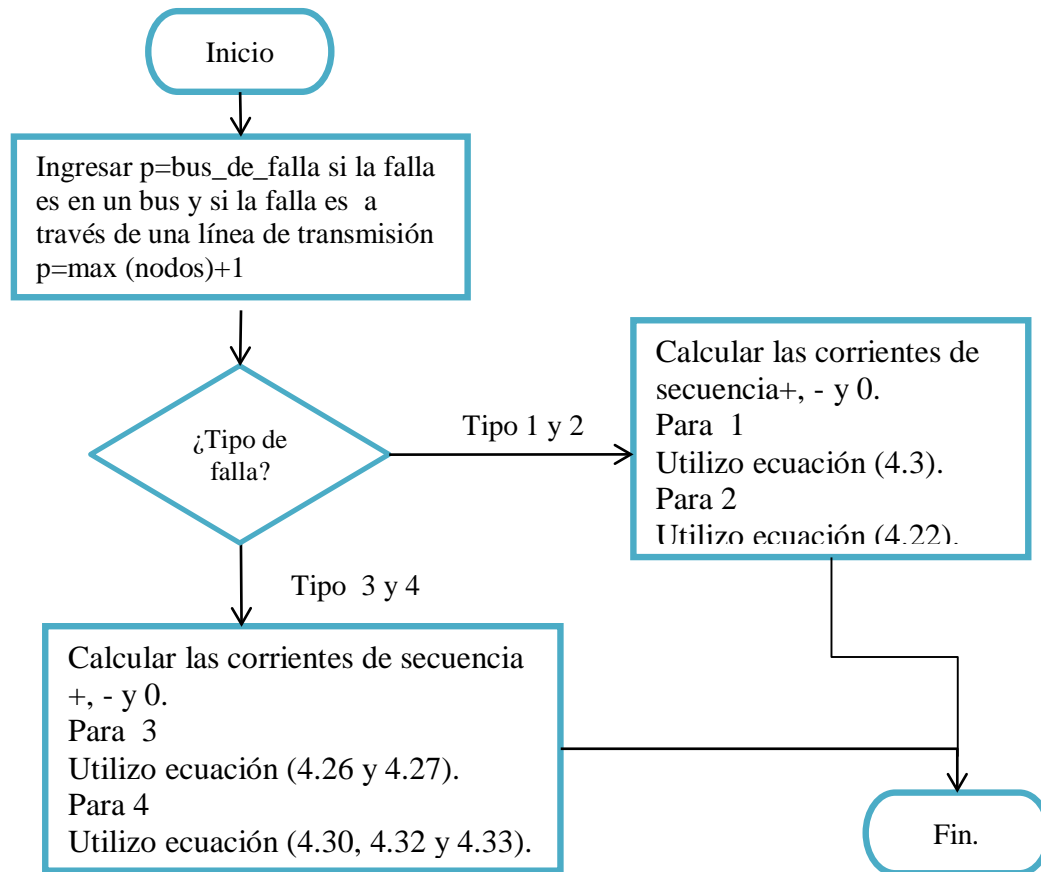 Inicio
Ingresar p=bus_de_falla si la falla
es en un bus y si la falla es a
través de una línea de transmisión
p=max (nodos)+1
¿Tipo de
falla?
Tipo 1 y 2
Calcular las corrientes de
secuencia+, - y 0.
Para 1
Utilizo ecuación (4.3).
Para 2
Utilizo ecuación (4.22).
Tipo 3 y 4
Calcular las corrientes de secuencia
+, - y 0.
Para 3
Utilizo ecuación (4.26 y 4.27).
Para 4
Utilizo ecuación (4.30, 4.32 y 4.33).
Fin.